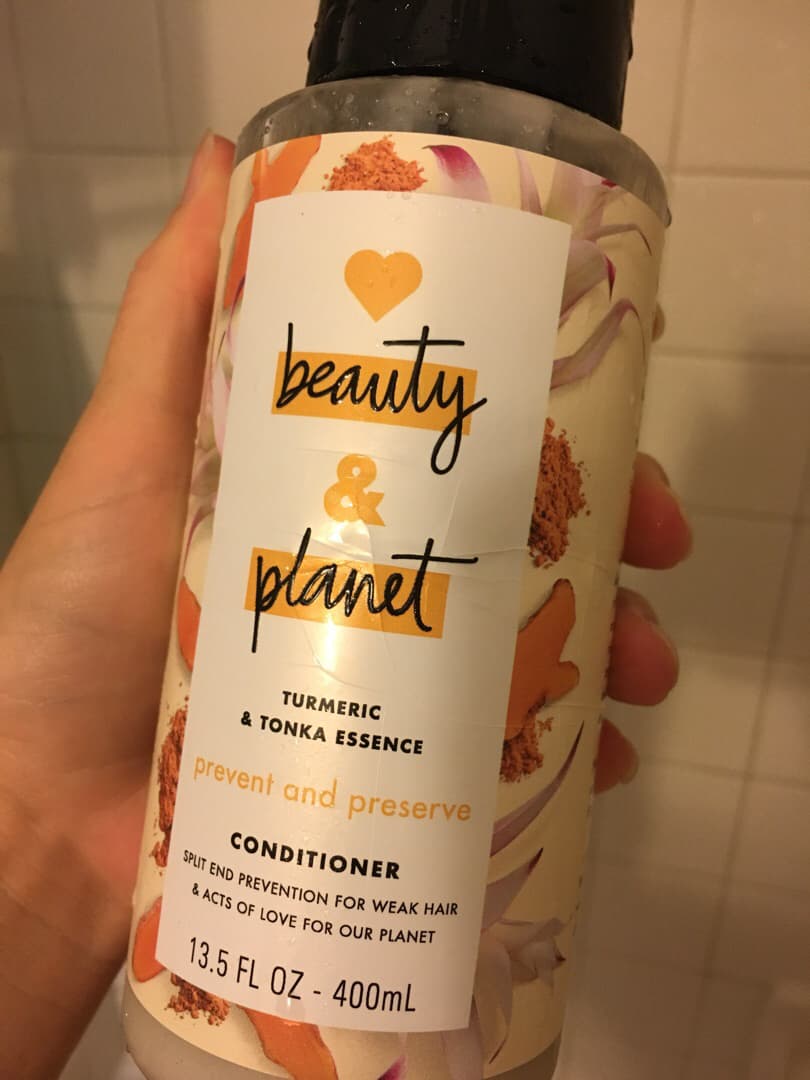 beauty
&
planet
TURMERIC
& TONKA ESSENCE
prevent and preserve
CONDITIONER
SPLIT END PREVENTION FOR WEAK HAIR
& ACTS OF LOVE FOR OUR PLANET
13.5 FL OZ - 400mL